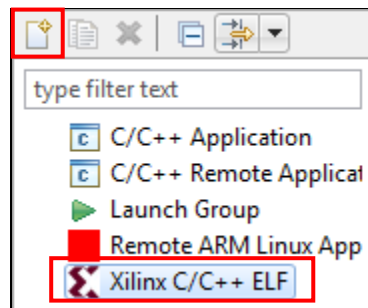 type filter text
C/C++ Application
C/C++ Remote Applicat
Launch Group
Remote ARM Linux App
Xilinx C/C++ ELF